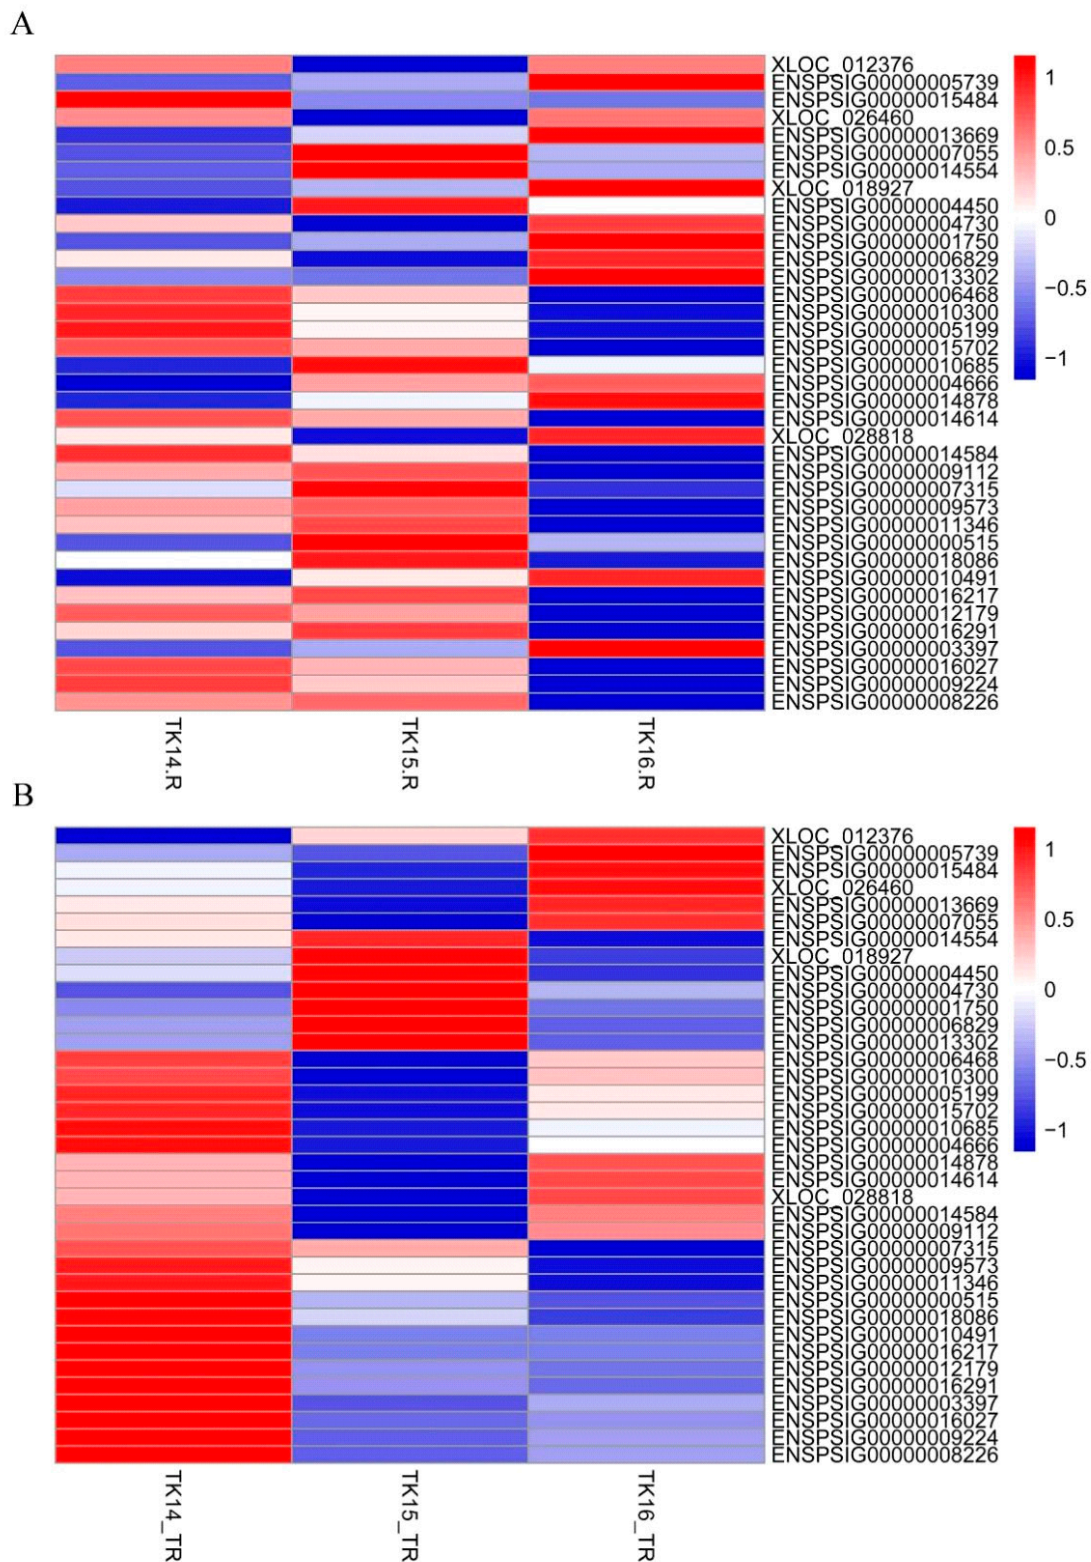 A
XLOC_012376
ENSPSIG00000005739
ENSPSIG00000015484
XLOC_026460
ENSPSIG00000013669
ENSPSIG00000007055
ENSPSIG00000014554
XLOC_018927
ENSPSIG00000004450
ENSPSIG00000004730
ENSPSIG00000001750
ENSPSIG00000006829
ENSPSIG00000013302
ENSPSIG00000006468
ENSPSIG00000010300
ENSPSIG00000005199
ENSPSIG00000015702
ENSPSIG00000010685
ENSPSIG00000004666
ENSPSIG00000014878
ENSPSIG00000014614
XLOC_028818
ENSPSIG00000014584
ENSPSIG00000009112
ENSPSIG00000007315
ENSPSIG00000009573
ENSPSIG00000011346
ENSPSIG00000000515
ENSPSIG00000018086
ENSPSIG00000010491
ENSPSIG00000016217
ENSPSIG00000012179
ENSPSIG00000016291
ENSPSIG00000003397
ENSPSIG00000016027
ENSPSIG00000009224
ENSPSIG00000008226
1
0.5
0
−0.5
−1
TK14.R
TK15.R
TK16.R
B
XLOC_012376
ENSPSIG00000005739
ENSPSIG00000015484
XLOC_026460
ENSPSIG00000013669
ENSPSIG00000007055
ENSPSIG00000014554
XLOC_018927
ENSPSIG00000004450
ENSPSIG00000004730
ENSPSIG00000001750
ENSPSIG00000006829
ENSPSIG00000013302
ENSPSIG00000006468
ENSPSIG00000010300
ENSPSIG00000005199
ENSPSIG00000015702
ENSPSIG00000010685
ENSPSIG00000004666
ENSPSIG00000014878
ENSPSIG00000014614
XLOC_028818
ENSPSIG00000014584
ENSPSIG00000009112
ENSPSIG00000007315
ENSPSIG00000009573
ENSPSIG00000011346
ENSPSIG00000000515
ENSPSIG00000018086
ENSPSIG00000010491
ENSPSIG00000016217
ENSPSIG00000012179
ENSPSIG00000016291
ENSPSIG00000003397
ENSPSIG00000016027
ENSPSIG00000009224
ENSPSIG00000008226
1
0.5
0
−0.5
−1
TK14_TR
TK15_TR
TK16_TR